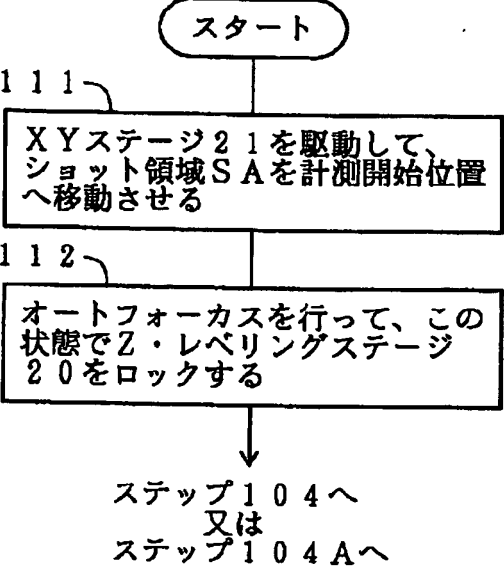 スタート
111
XYステージ21を駆動して、
ショット領域SAを計測開始位置
へ移動させる
112
オートフォーカスを行って、この
状態でZ・レベリングステージ
20をロックする
ステップ104へ
又は
ステップ104Aへ